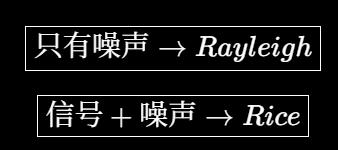 只有噪声 → Rayleigh
信号 + 噪声 → Rice